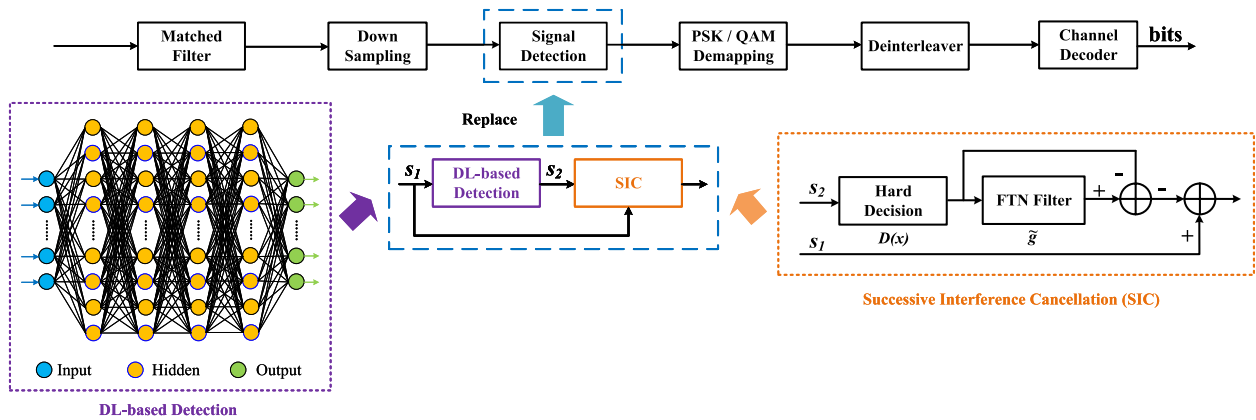 Matched
Filter
Down
Sampling
Signal
Detection
PSK / QAM
Demapping
Deinterleaver
Channel
Decoder
bits
Replace
s1
DL-based
Detection
s2
SIC
Input
Hidden
Output
DL-based Detection
s2
Hard
Decision
D(x)
FTN Filter
g̃
+
-
-
s1
+
Successive Interference Cancellation (SIC)